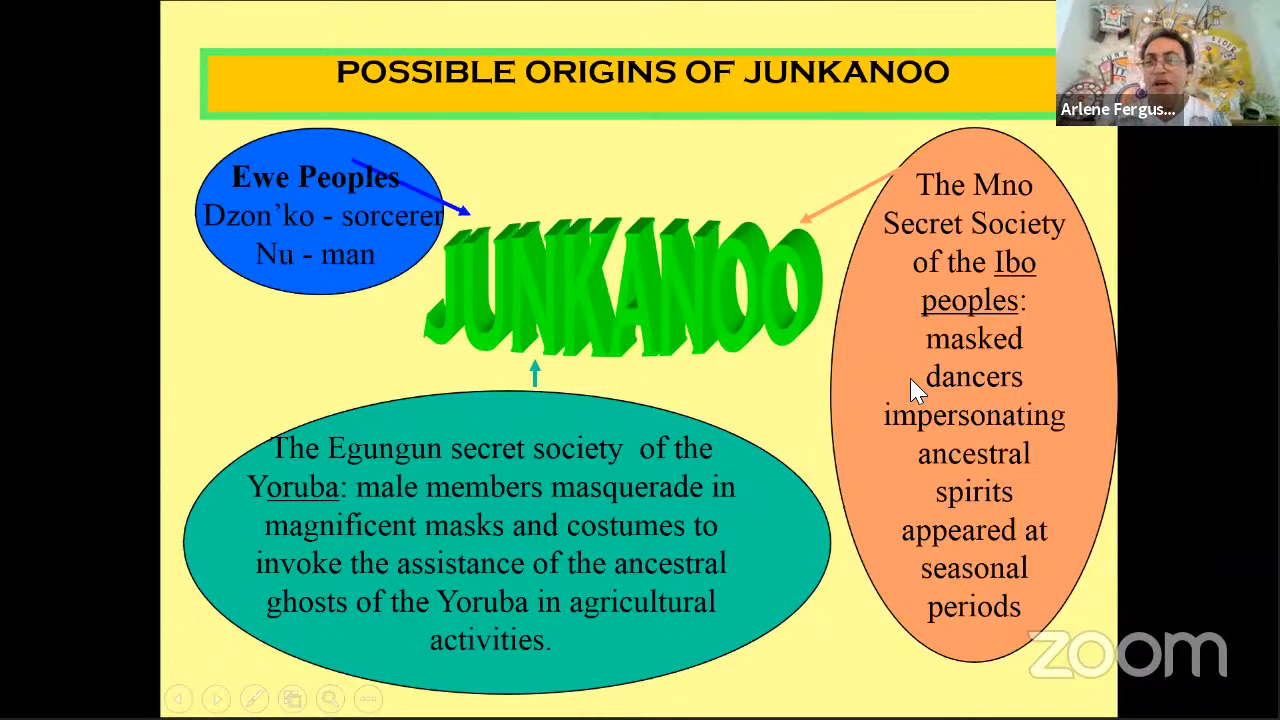 POSSIBLE ORIGINS OF JUNKANOO
Arlene Fergus...
Ewe Peoples
Dzon'ko - sorcerer
Nu - man
JUNKANOO
The Mno
Secret Society
of the Ibo
peoples:
masked
dancers
impersonating
ancestral
spirits
appeared at
seasonal
periods
The Egungun secret society of the
Yoruba: male members masquerade in
magnificent masks and costumes to
invoke the assistance of the ancestral
ghosts of the Yoruba in agricultural
activities.
zoom